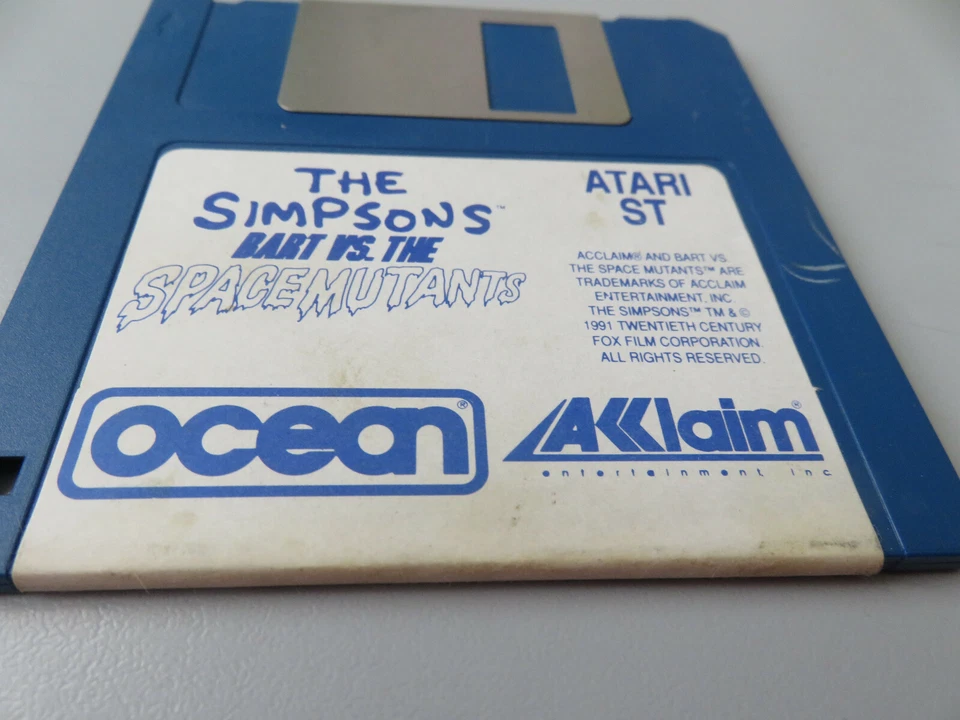 THE
SIMPSONS™
BART VS. THE
SPACE MUTANTS
ATARI
ST
ACCLAIM® AND BART VS.
THE SPACE MUTANTS™ ARE
TRADEMARKS OF ACCLAIM
ENTERTAINMENT, INC
THE SIMPSONS™ TM & ©
1991 TWENTIETH CENTURY
FOX FILM CORPORATION
ALL RIGHTS RESERVED.
ocean®
AKKlaim®
entertainment, inc